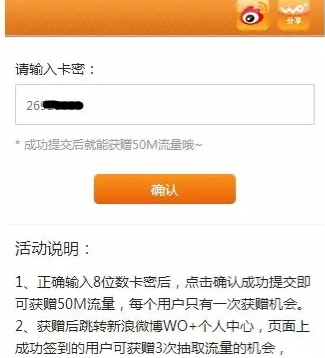 WO+
分享
请输入卡密：
26
* 成功提交后就能获赠50M流量哦~
确认
活动说明：
1、正确输入8位数卡密后，点击确认成功提交即
可获赠50M流量，每个用户只有一次获赠机会。
2、获赠后跳转新浪微博WO+个人中心，页面上
成功签到的用户可获赠3次抽取流量的机会，